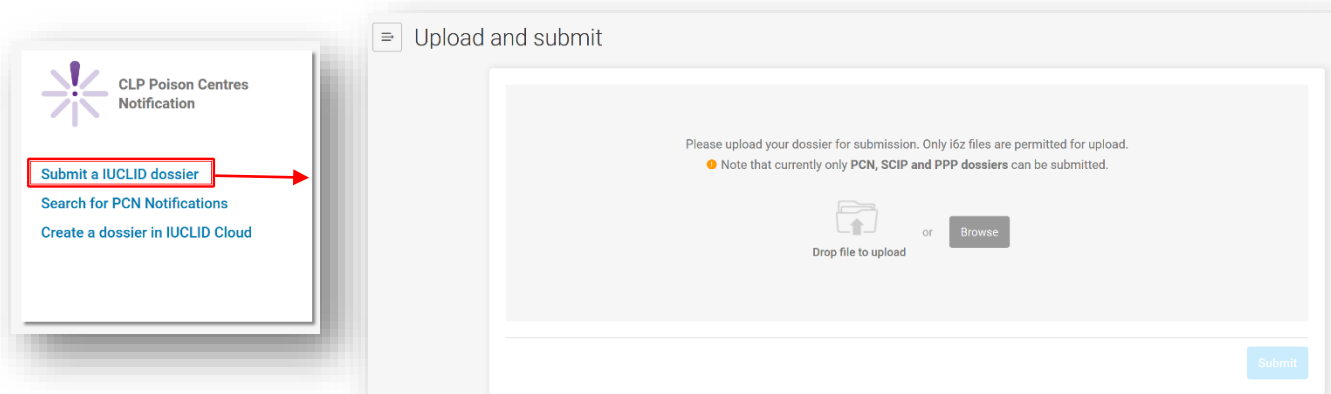 CLP Poison Centres
Notification
Submit a IUCLID dossier
Search for PCN Notifications
Create a dossier in IUCLID Cloud
Upload and submit
Please upload your dossier for submission. Only i6z files are permitted for upload.
Note that currently only PCN, SCIP and PPP dossiers can be submitted.
Drop file to upload
or
Browse
Submit